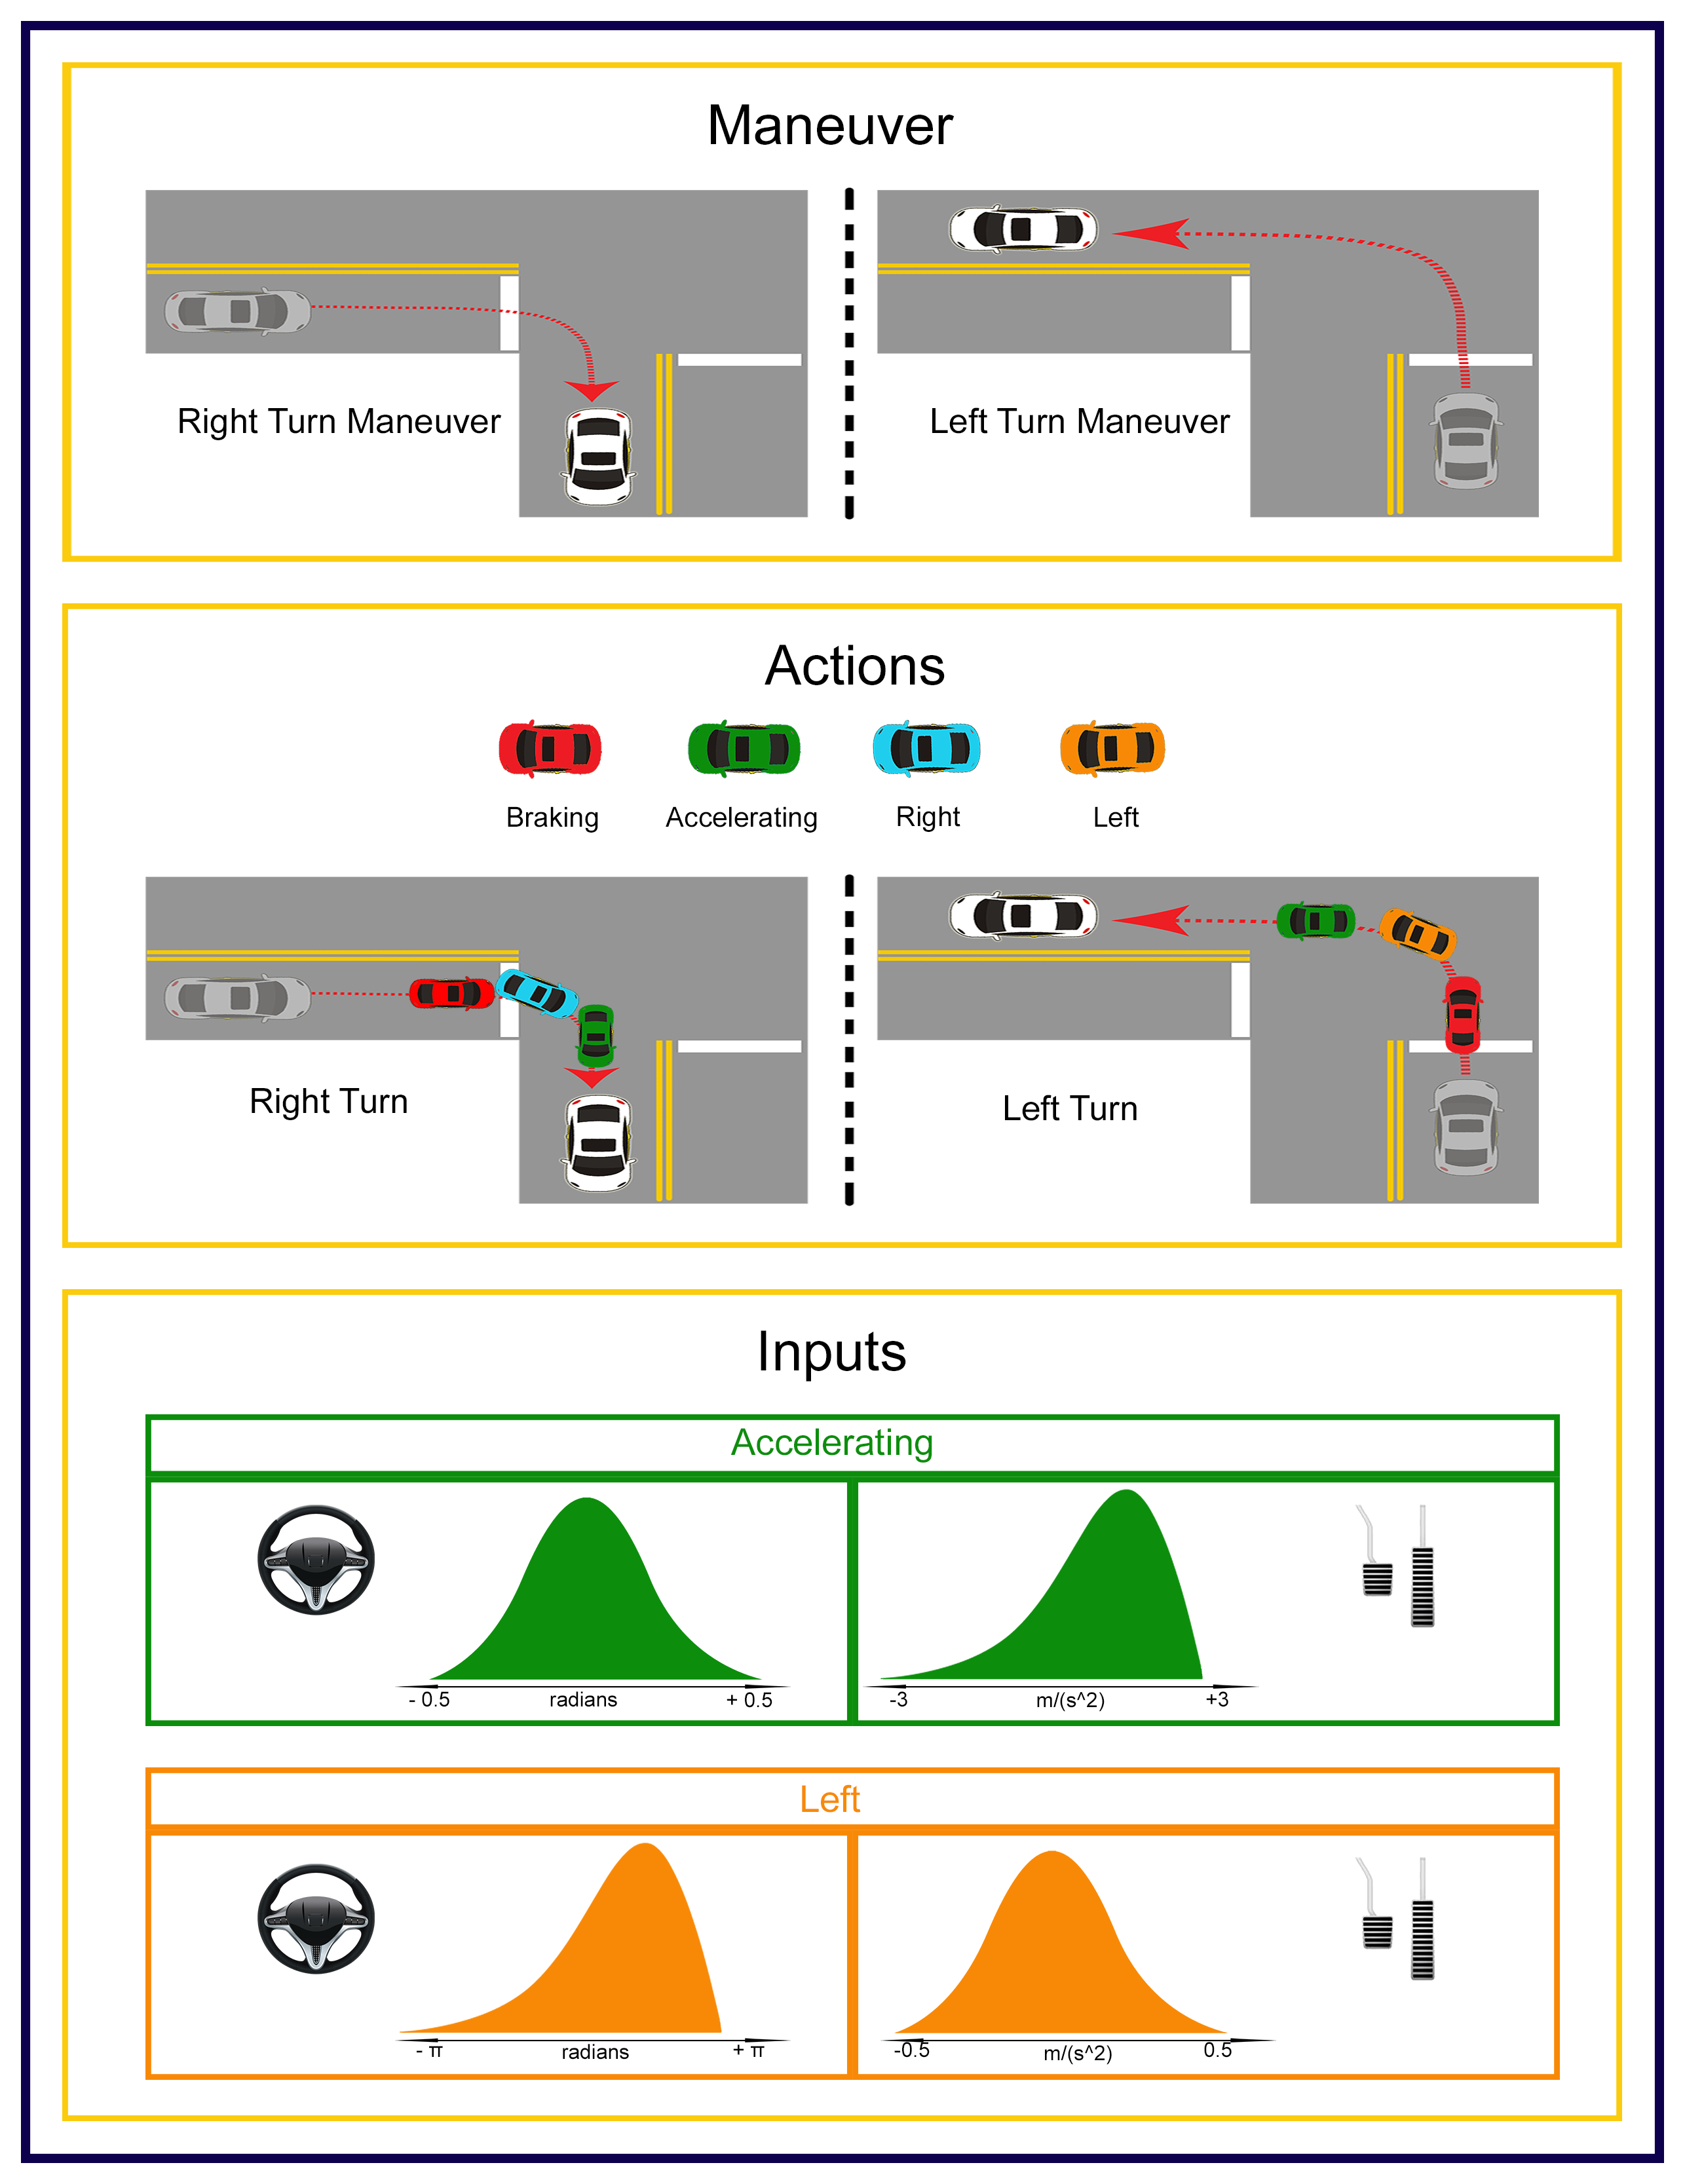 Maneuver
Right Turn Maneuver
Left Turn Maneuver
Actions
Braking
Accelerating
Right
Left
Right Turn
Left Turn
Inputs
Accelerating
- 0.5 radians + 0.5
-3 m/(s^2) +3
Left
- π radians + π
-0.5 m/(s^2) 0.5